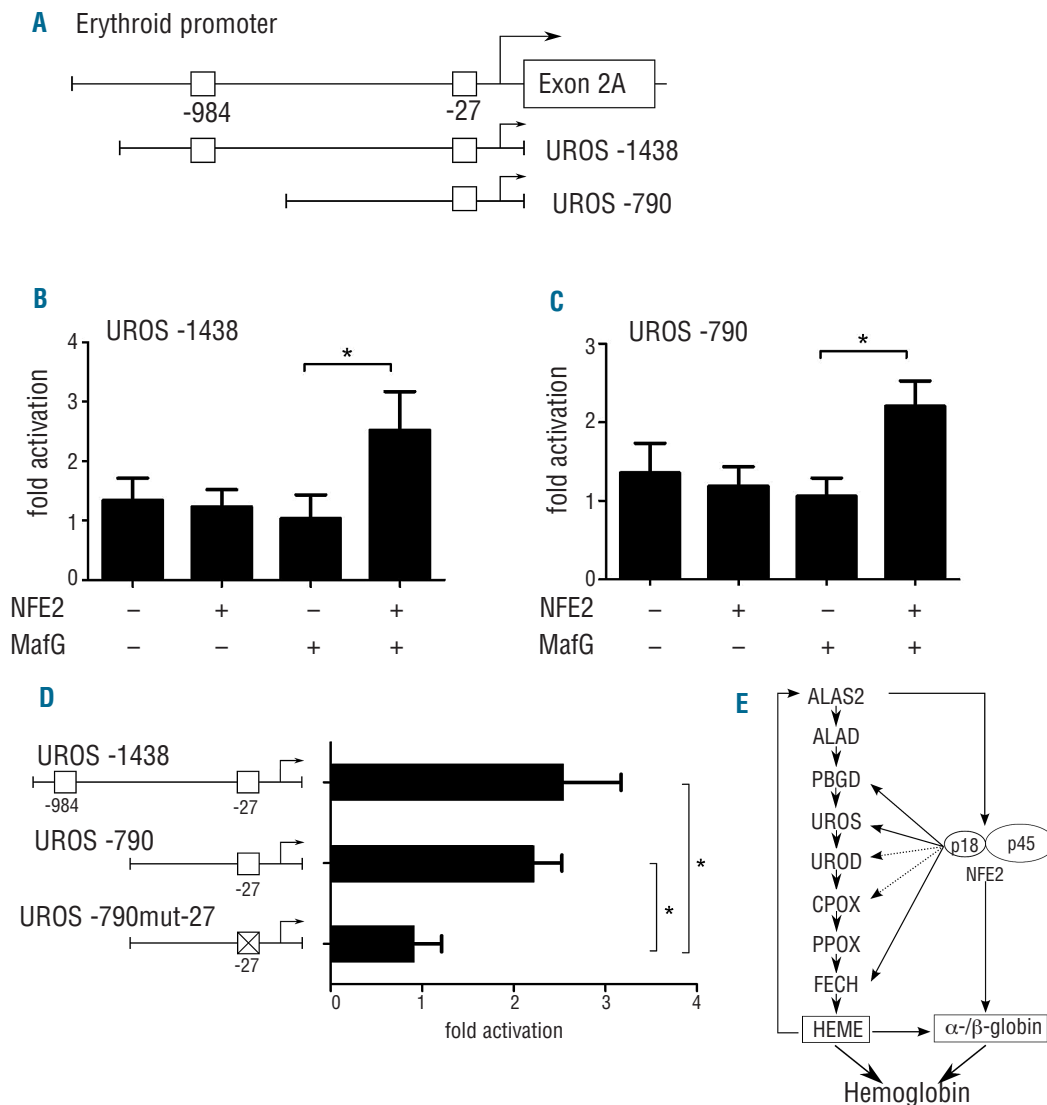 A Erythroid promoter
Exon 2A
-984
-27
UROS -1438
UROS -790
B
UROS -1438
fold activation
4
3
2
1
0
*
NFE2 – + – +
MafG – – + +
C
UROS -790
fold activation
3
2
1
0
*
– + – +
– – + +
D
UROS -1438
-984
-27
UROS -790
-27
UROS -790mut-27
-27
*
*
0 1 2 3 4
fold activation
E
ALAS2
ALAD
PBGD
UROS
UROD
CPOX
PPOX
FECH
HEME
p18
p45
NFE2
α-/β-globin
Hemoglobin